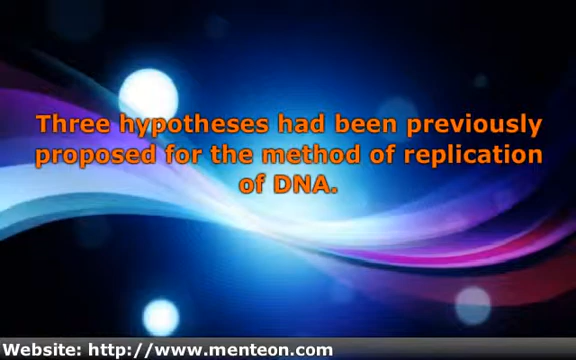 Three hypotheses had been previously
proposed for the method of replication
of DNA.
Website: http://www.menteon.com